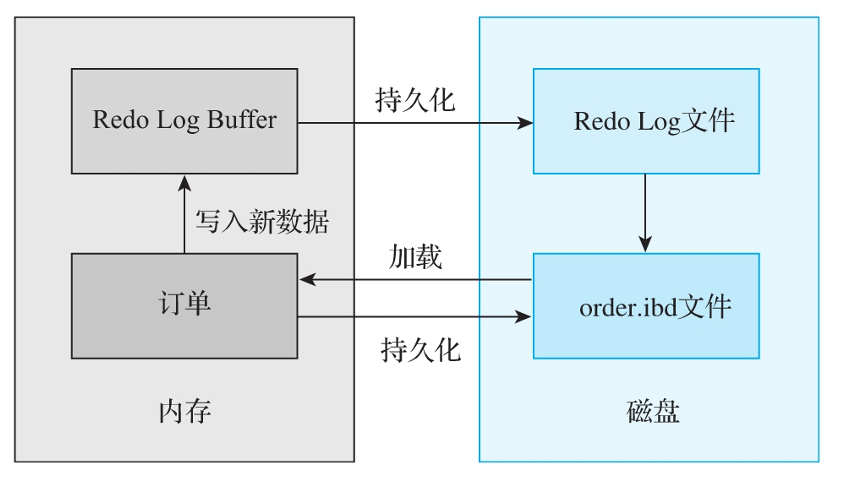 Redo Log Buffer
持久化
Redo Log文件
写入新数据
加载
订单
order.ibd文件
持久化
内存
磁盘